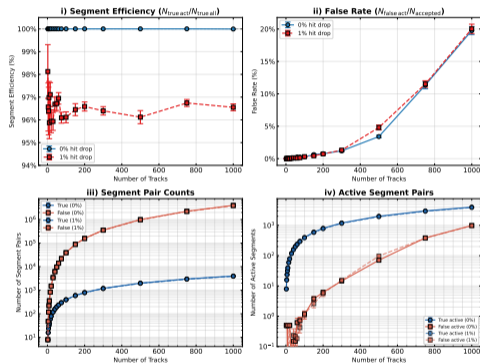 i) Segment Efficiency (N_true act/N_true all)
100%
99%
98%
97%
96%
95%
94%
Segment Efficiency (%)
0% hit drop
1% hit drop
0 200 400 600 800 1000
Number of Tracks
ii) False Rate (N_false act/N_accepted)
20%
15%
10%
5%
0%
False Rate (%)
0% hit drop
1% hit drop
0 200 400 600 800 1000
Number of Tracks
iii) Segment Pair Counts
10^6
10^5
10^4
10^3
10^2
10^1
Number of Segment Pairs
True (0%)
False (0%)
True (1%)
False (1%)
0 200 400 600 800 1000
Number of Tracks
iv) Active Segment Pairs
10^3
10^2
10^1
10^0
10^-1
Number of Active Segments
True active (0%)
False active (0%)
True active (1%)
False active (1%)
0 200 400 600 800 1000
Number of Tracks